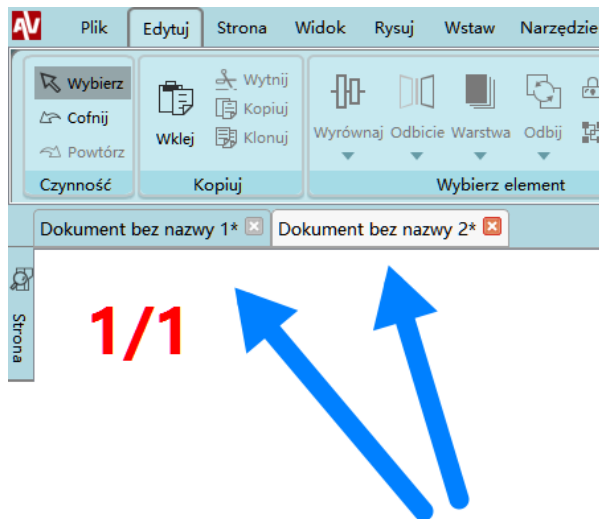 AV Plik Edytuj Strona Widok Rysuj Wstaw Narzędzie
Wybierz
Cofnij
Powtórz
Czynność
Wklej
Wytnij
Kopiuj
Klonuj
Kopiuj
Wyrównaj Odbicie Warstwa Odbij
Wybierz element
Dokument bez nazwy 1* Dokument bez nazwy 2*
Strona
1/1